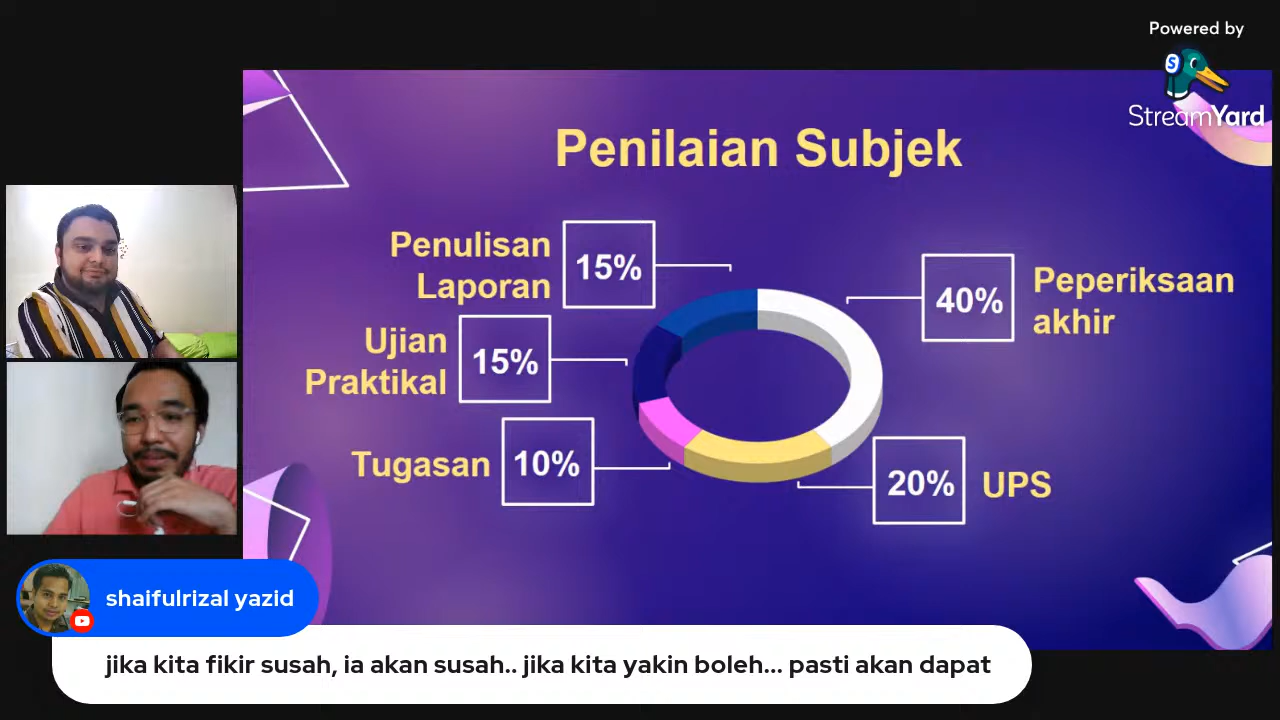 Powered by
StreamYard
Penilaian Subjek
Penulisan
Laporan
15%
Ujian
Praktikal
15%
Tugasan
10%
40%
Peperiksaan
akhir
20%
UPS
shaifulrizal yazid
jika kita fikir susah, ia akan susah.. jika kita yakin boleh... pasti akan dapat